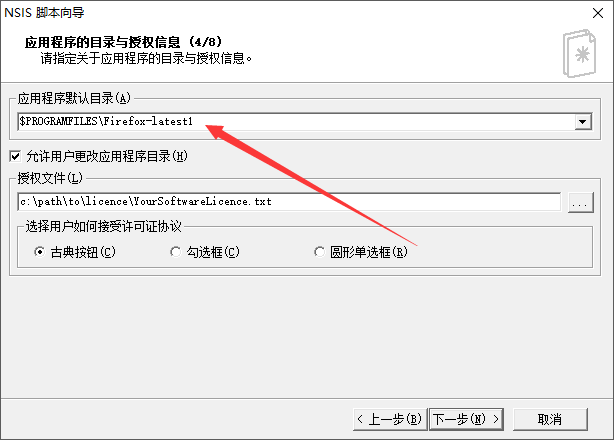 NSIS 脚本向导
应用程序的目录与授权信息 (4/8)
请指定关于应用程序的目录与授权信息。
应用程序默认目录(A)
$PROGRAMFILES\Firefox-latest1
允许用户更改应用程序目录(H)
授权文件(L)
c:\path\to\licence\YourSoftwareLicence.txt
...
选择用户如何接受许可证协议
古典按钮(C) 勾选框(C) 圆形单选框(R)
< 上一步(B) 下一步(N) > 取消